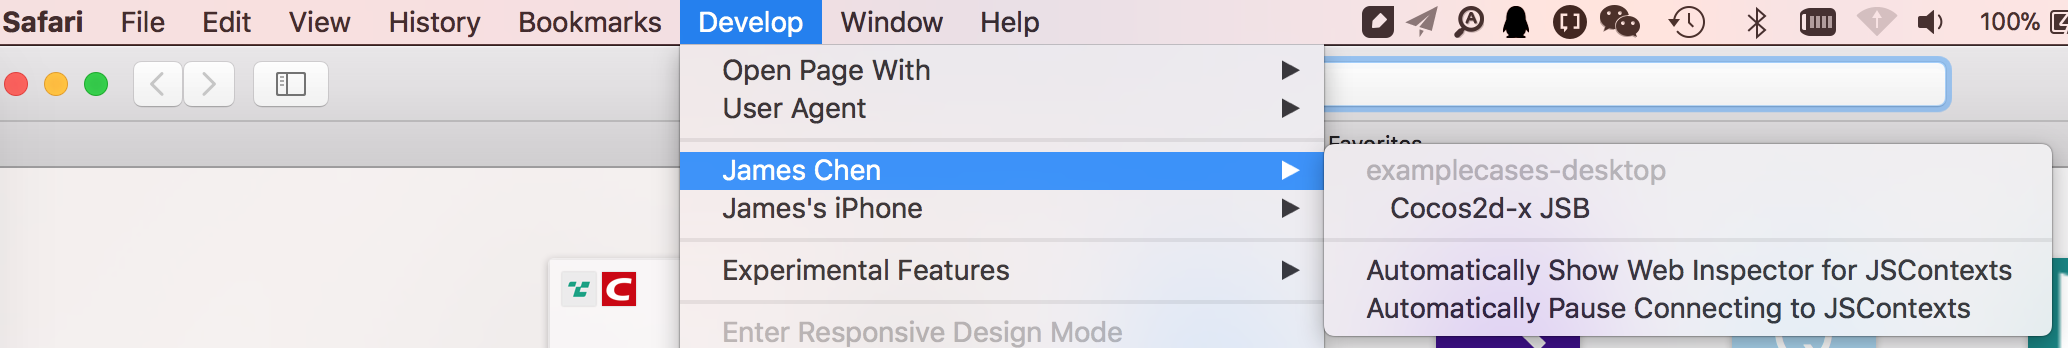 Safari File Edit View History Bookmarks Develop Window Help 100%
Open Page With
User Agent
Favorites
James Chen
examplecases-desktop
James's iPhone
Cocos2d-x JSB
Experimental Features
Automatically Show Web Inspector for JSContexts
Automatically Pause Connecting to JSContexts
Enter Responsive Design Mode